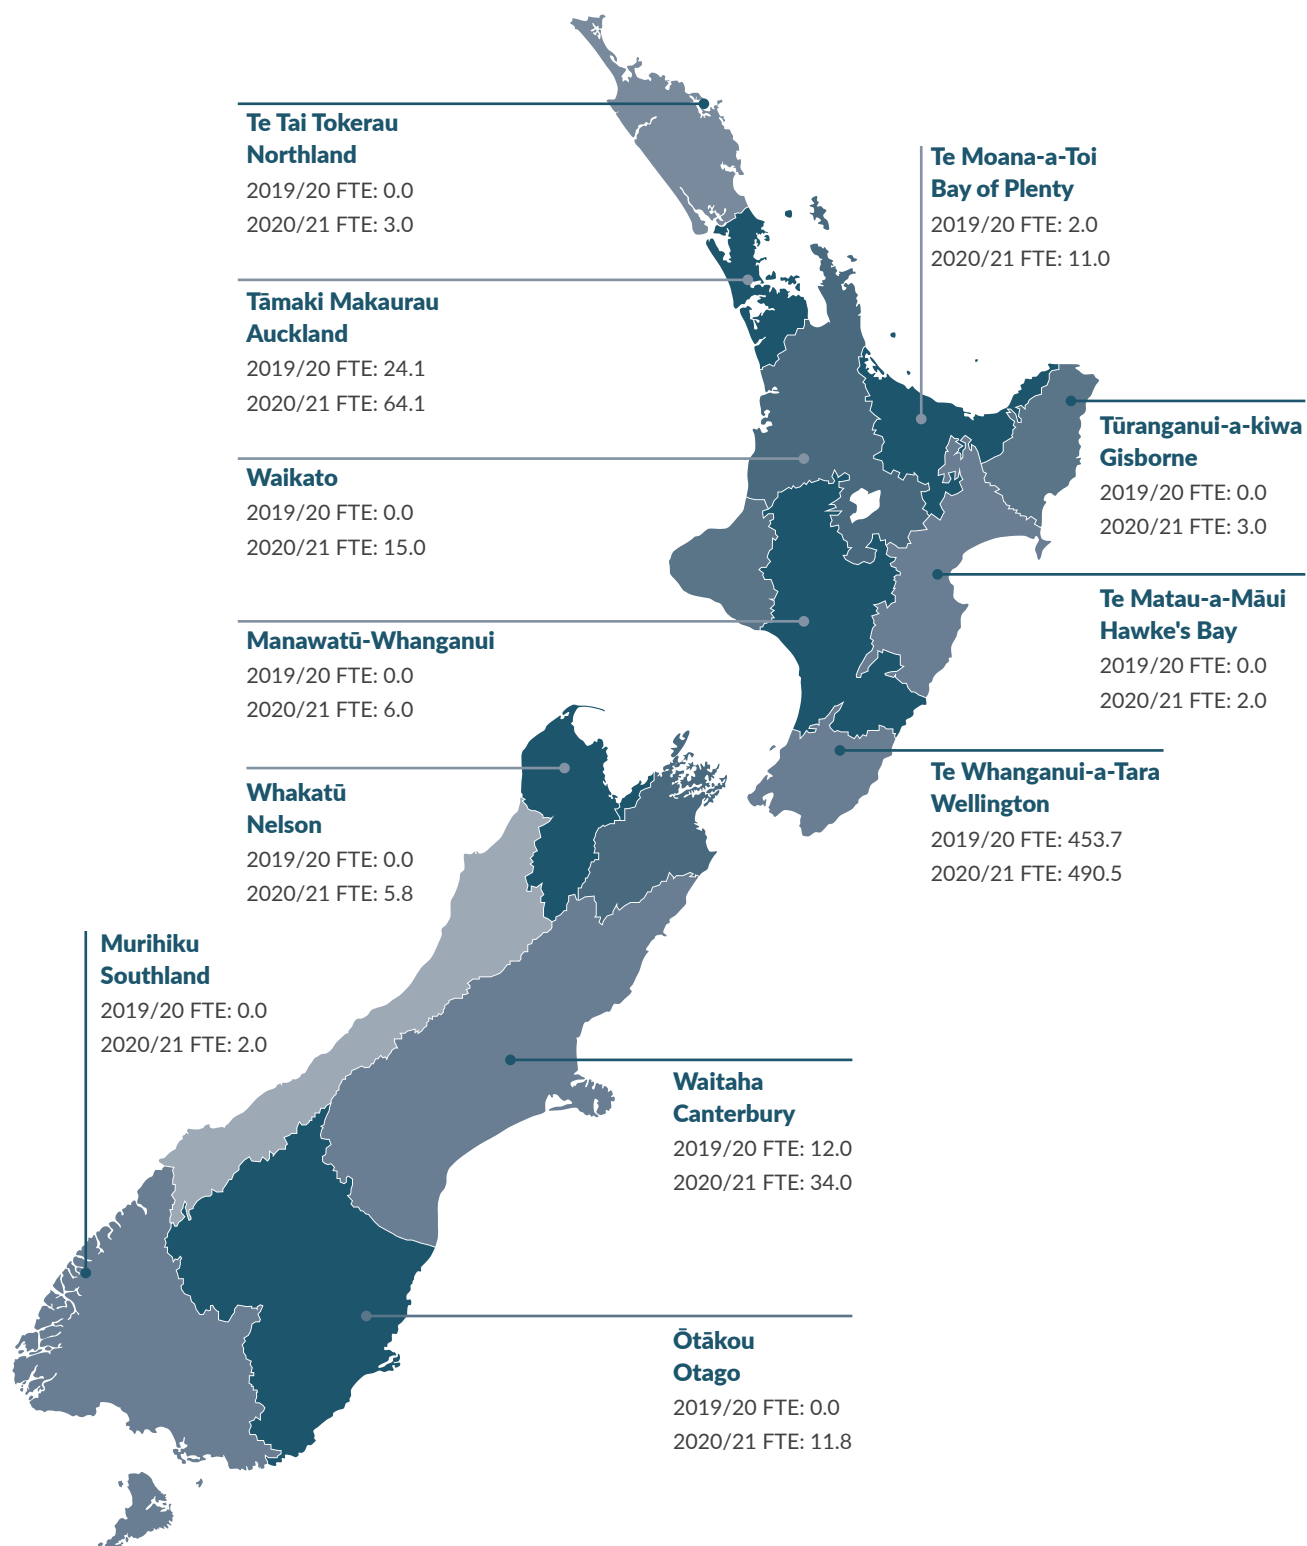 Te Tai Tokerau
Northland
2019/20 FTE: 0.0
2020/21 FTE: 3.0
Te Moana-a-Toi
Bay of Plenty
2019/20 FTE: 2.0
2020/21 FTE: 11.0
Tāmaki Makaurau
Auckland
2019/20 FTE: 24.1
2020/21 FTE: 64.1
Tūranganui-a-kiwa
Gisborne
2019/20 FTE: 0.0
2020/21 FTE: 3.0
Waikato
2019/20 FTE: 0.0
2020/21 FTE: 15.0
Te Matau-a-Māui
Hawke's Bay
2019/20 FTE: 0.0
2020/21 FTE: 2.0
Manawatū-Whanganui
2019/20 FTE: 0.0
2020/21 FTE: 6.0
Te Whanganui-a-Tara
Wellington
2019/20 FTE: 453.7
2020/21 FTE: 490.5
Whakatū
Nelson
2019/20 FTE: 0.0
2020/21 FTE: 5.8
Murihiku
Southland
2019/20 FTE: 0.0
2020/21 FTE: 2.0
Waitaha
Canterbury
2019/20 FTE: 12.0
2020/21 FTE: 34.0
Ōtākou
Otago
2019/20 FTE: 0.0
2020/21 FTE: 11.8